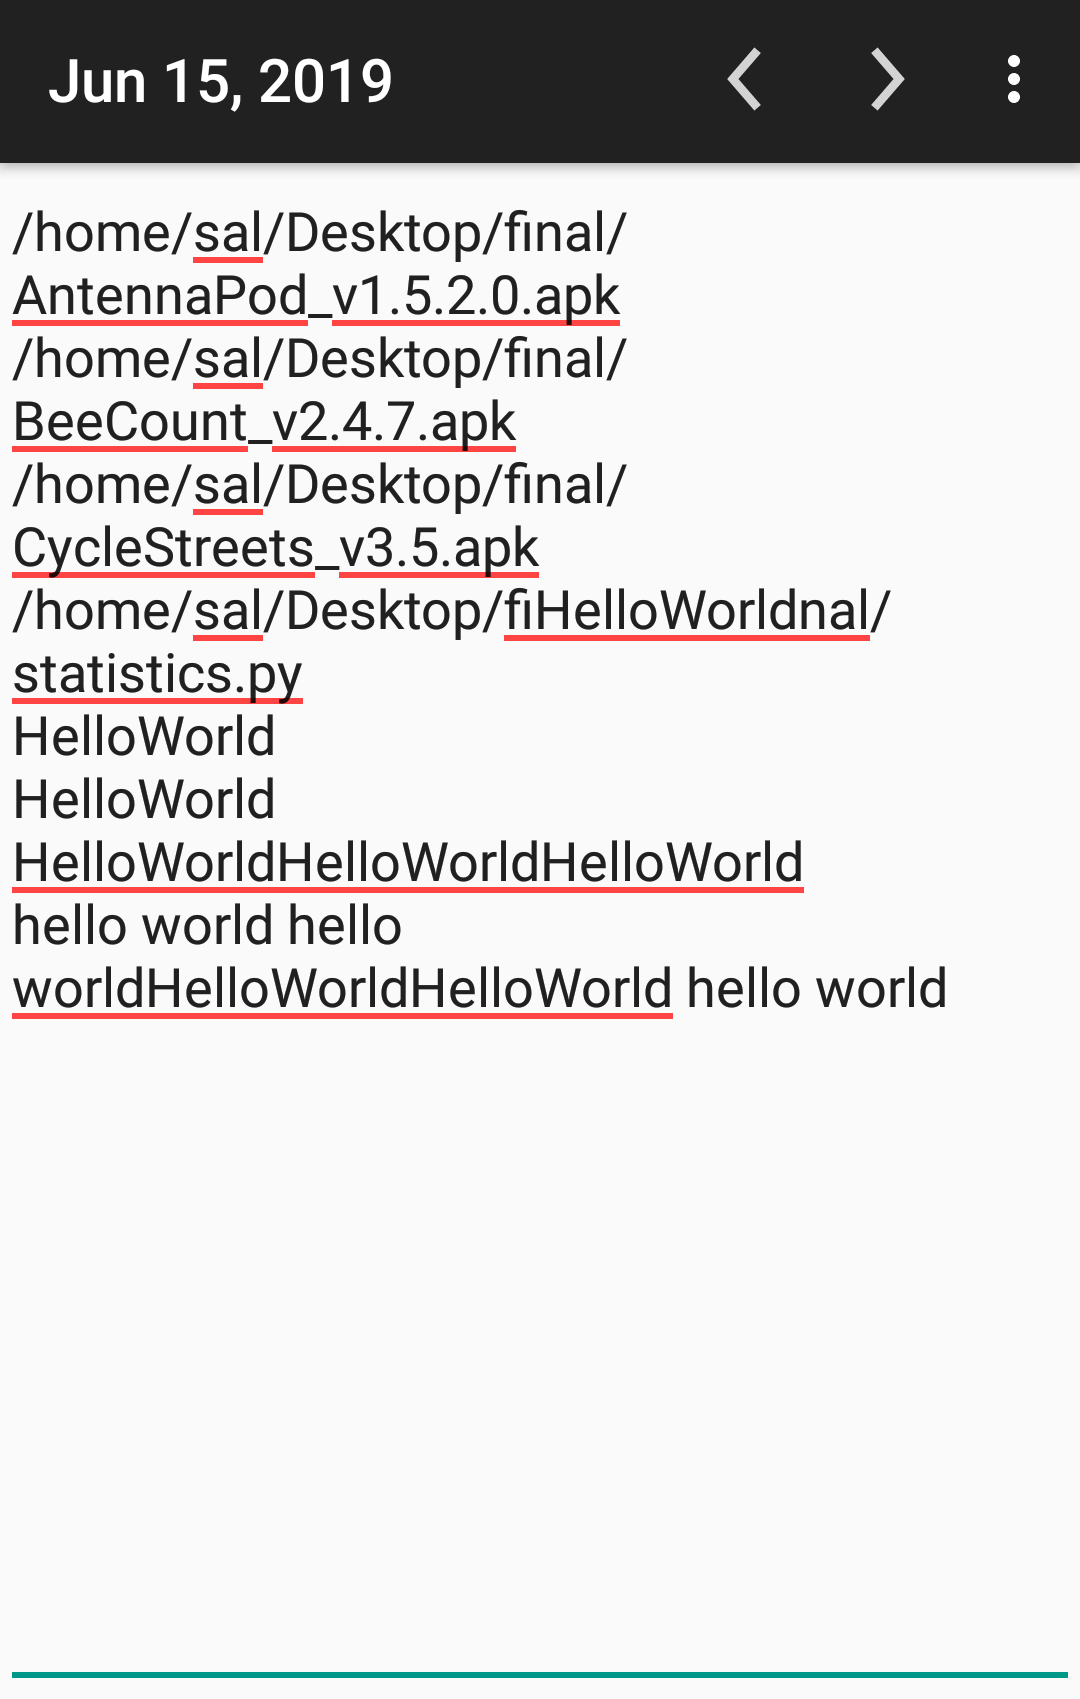 Jun 15, 2019
/home/sal/Desktop/final/
AntennaPod_v1.5.2.0.apk
/home/sal/Desktop/final/
BeeCount_v2.4.7.apk
/home/sal/Desktop/final/
CycleStreets_v3.5.apk
/home/sal/Desktop/fiHelloWorldnal/
statistics.py
HelloWorld
HelloWorld
HelloWorldHelloWorldHelloWorld
hello world hello
worldHelloWorldHelloWorld hello world